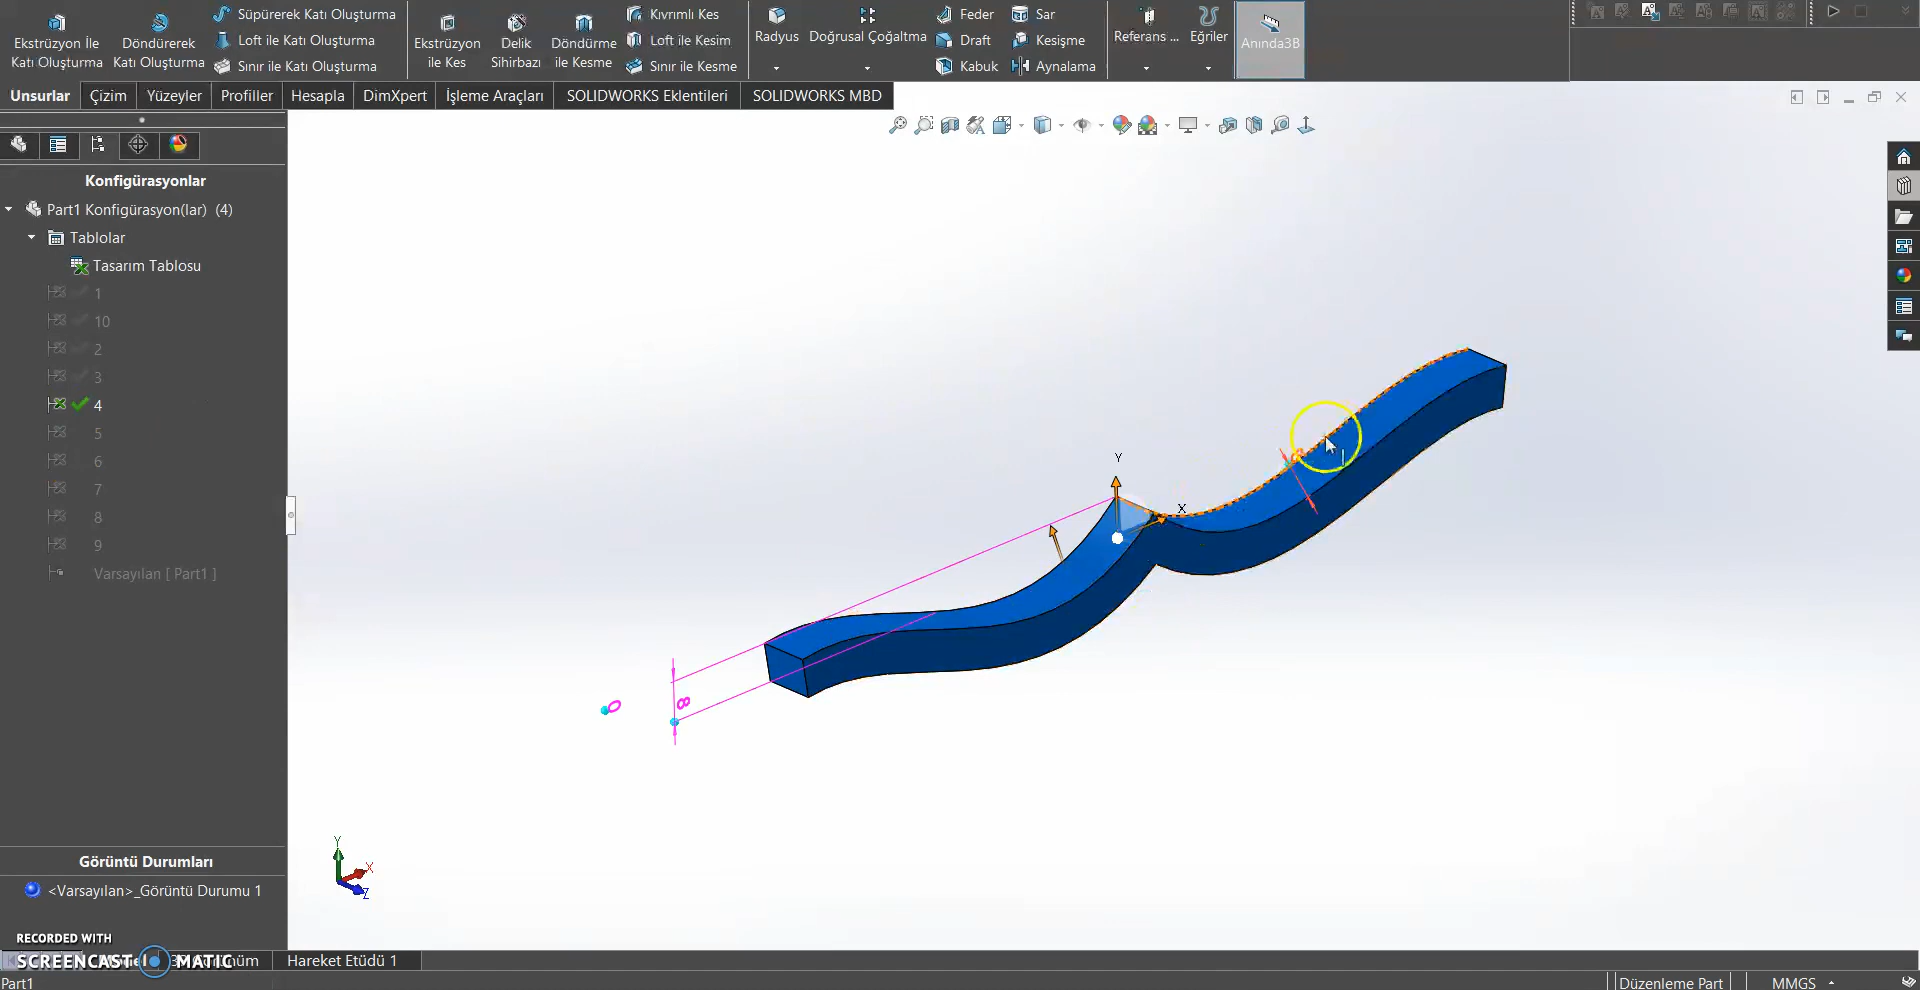 Ekstrüzyon İle
Katı Oluşturma
Döndürerek
Katı Oluşturma
Süpürerek Katı Oluşturma
Loft ile Katı Oluşturma
Sınır ile Katı Oluşturma
Ekstrüzyon
ile Kes
Delik
Sihirbazı
Döndürme
ile Kesme
Kıvrımlı Kes
Loft ile Kesim
Sınır ile Kesme
Radyus
Doğrusal Çoğaltma
Feder
Draft
Kabuk
Sar
Kesişme
Aynalama
Referans ...
Eğriler
Anında3B
Unsurlar
Çizim
Yüzeyler
Profiller
Hesapla
DimXpert
İşleme Araçları
SOLIDWORKS Eklentileri
SOLIDWORKS MBD
Konfigürasyonlar
Part1 Konfigürasyon(lar) (4)
Tablolar
Tasarım Tablosu
1
10
2
3
4
5
6
7
8
9
Varsayılan [ Part1 ]
Y
X
8
0
Y
X
Z
Görüntü Durumları
<Varsayılan>_Görüntü Durumu 1
RECORDED WITH
SCREENCAST MATIC
Hareket Etüdü 1
Part1
Düzenleme Part
MMGS